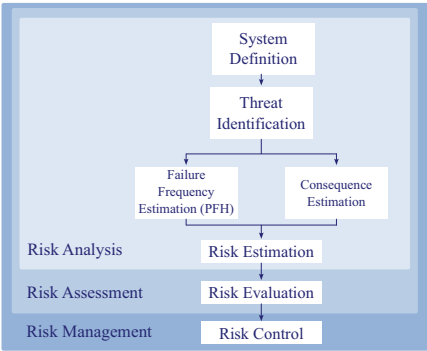 System
Definition
Threat
Identification
Failure
Frequency
Estimation (PFH)
Consequence
Estimation
Risk Analysis
Risk Estimation
Risk Assessment
Risk Evaluation
Risk Management
Risk Control